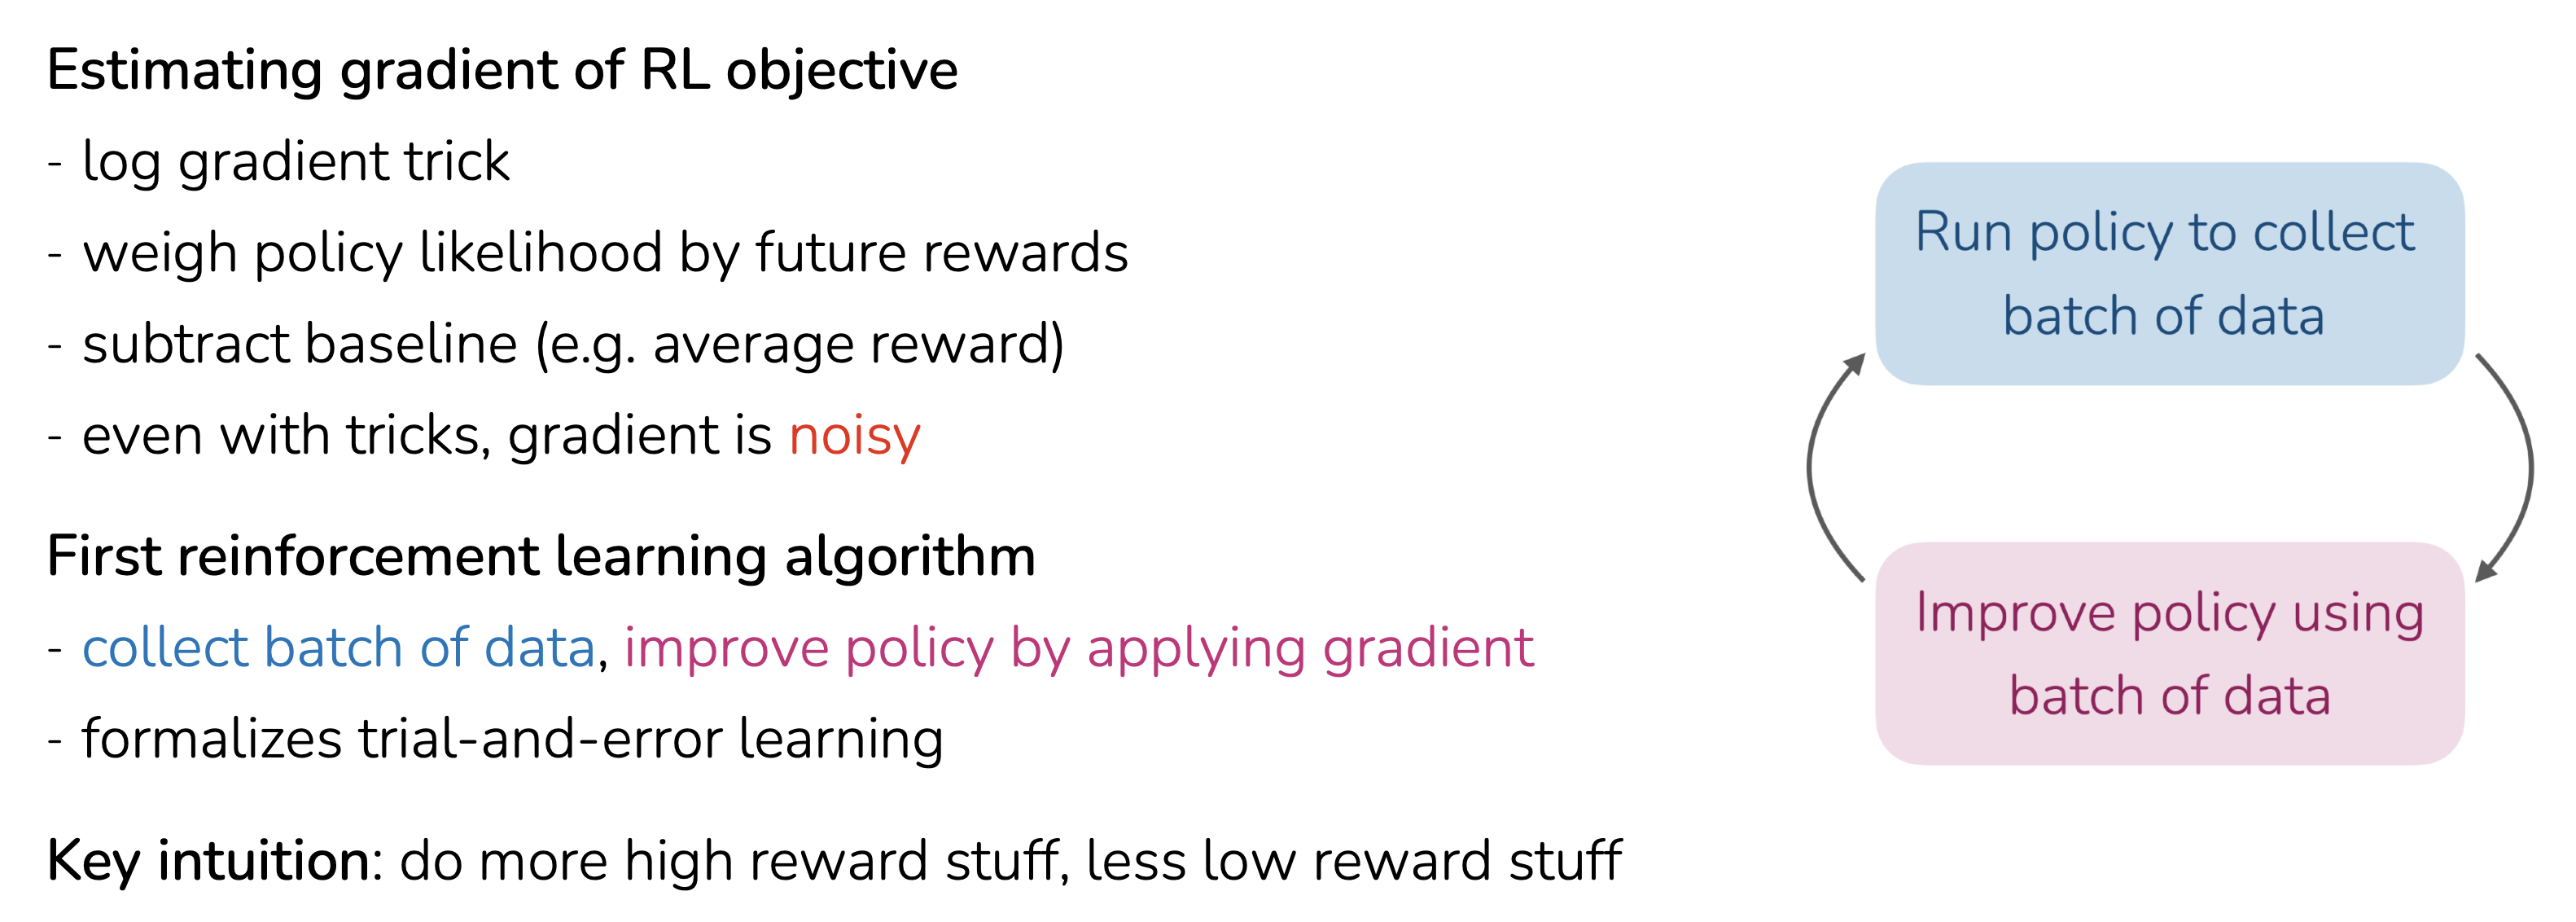 Estimating gradient of RL objective
- log gradient trick
- weigh policy likelihood by future rewards
- subtract baseline (e.g. average reward)
- even with tricks, gradient is noisy
First reinforcement learning algorithm
- collect batch of data, improve policy by applying gradient
- formalizes trial-and-error learning
Key intuition: do more high reward stuff, less low reward stuff
Run policy to collect
batch of data
Improve policy using
batch of data